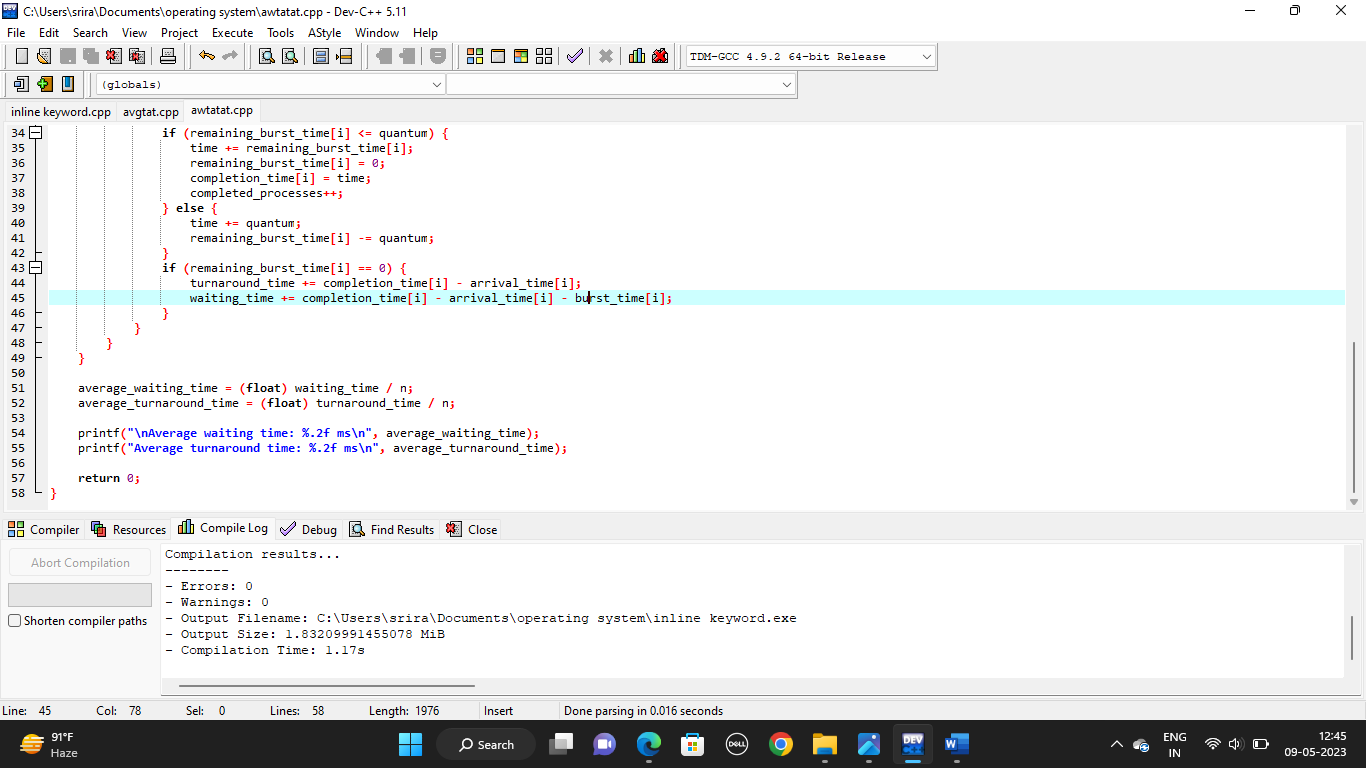 C:\Users\srira\Documents\operating system\awtatat.cpp - Dev-C++ 5.11
File Edit Search View Project Execute Tools AStyle Window Help
TDM-GCC 4.9.2 64-bit Release
(globals)
inline keyword.cpp avgtat.cpp awtatat.cpp
34 if (remaining_burst_time[i] <= quantum) {
35 time += remaining_burst_time[i];
36 remaining_burst_time[i] = 0;
37 completion_time[i] = time;
38 completed_processes++;
39 } else {
40 time += quantum;
41 remaining_burst_time[i] -= quantum;
42 }
43 if (remaining_burst_time[i] == 0) {
44 turnaround_time += completion_time[i] - arrival_time[i];
45 waiting_time += completion_time[i] - arrival_time[i] - burst_time[i];
46 }
47 }
48 }
49 }
50
51 average_waiting_time = (float) waiting_time / n;
52 average_turnaround_time = (float) turnaround_time / n;
53
54 printf("\nAverage waiting time: %.2f ms\n", average_waiting_time);
55 printf("Average turnaround time: %.2f ms\n", average_turnaround_time);
56
57 return 0;
58 }
Compiler Resources Compile Log Debug Find Results Close
Abort Compilation
Shorten compiler paths
Compilation results...
--------
- Errors: 0
- Warnings: 0
- Output Filename: C:\Users\srira\Documents\operating system\inline keyword.exe
- Output Size: 1.83209991455078 MiB
- Compilation Time: 1.17s
Line: 45 Col: 78 Sel: 0 Lines: 58 Length: 1976 Insert Done parsing in 0.016 seconds
91°F
Haze
Search
DELL
DEV
ENG
IN
12:45
09-05-2023